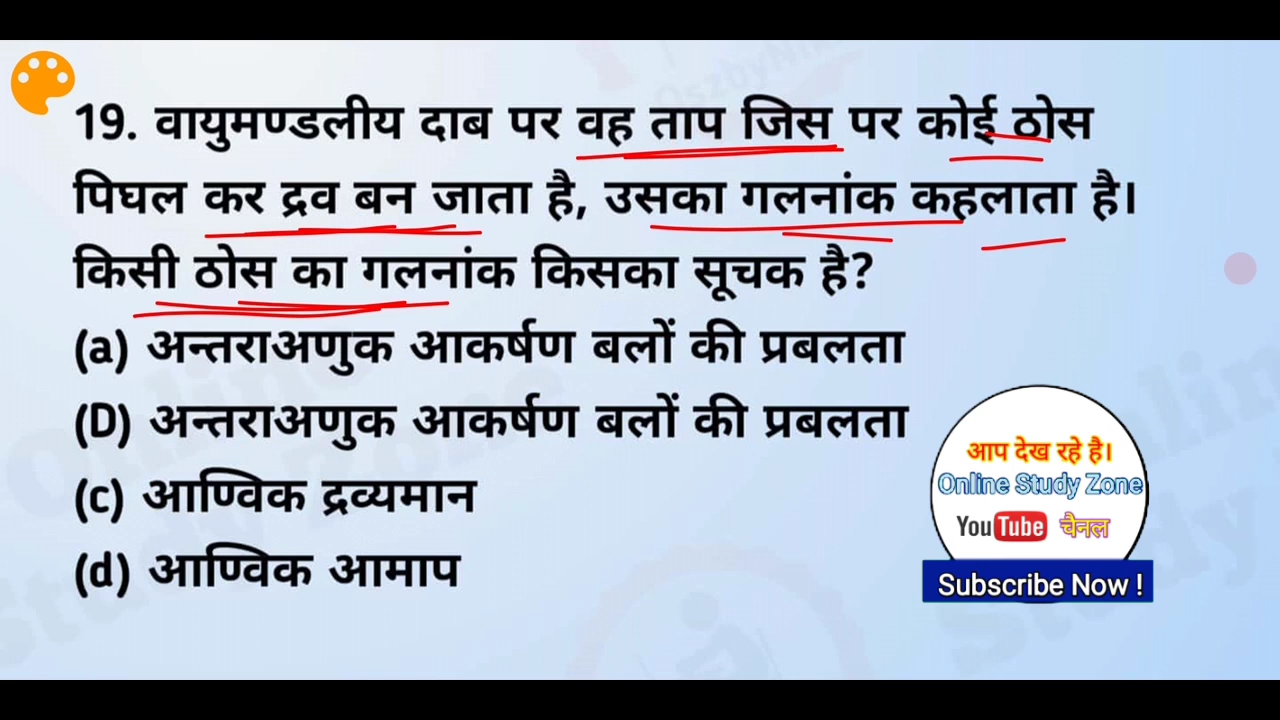 19. वायुमण्डलीय दाब पर वह ताप जिस पर कोई ठोस
पिघल कर द्रव बन जाता है, उसका गलनांक कहलाता है।
किसी ठोस का गलनांक किसका सूचक है?
(a) अन्तराअणुक आकर्षण बलों की प्रबलता
(D) अन्तराअणुक आकर्षण बलों की प्रबलता
(c) आण्विक द्रव्यमान
(d) आण्विक आमाप
आप देख रहे है।
Online Study Zone
YouTube चैनल
Subscribe Now !